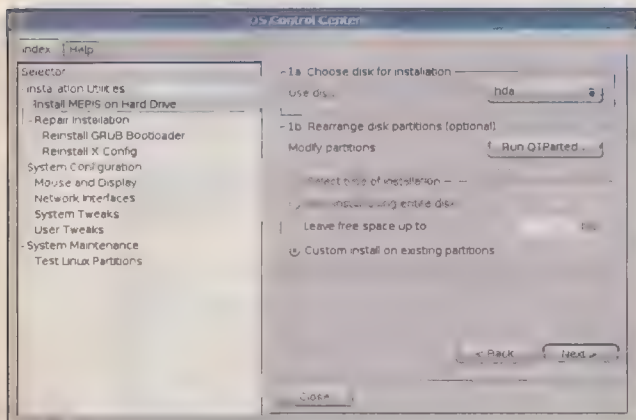 OS Control Center
Index Help
Selector
Installation Utilities
Install MEPIS on Hard Drive
- Repair Installation
Reinstall GRUB Bootloader
Reinstall X Config
System Configuration
Mouse and Display
Network Interfaces
System Tweaks
User Tweaks
- System Maintenance
Test Linux Partitions
1a Choose disk for installation
Use disk
hda
1b Rearrange disk partitions (optional)
Modify partitions
Run QTParted
Select type of installation
entire disk
Leave free space up to
Custom install on existing partitions
< Back
Next >
Close